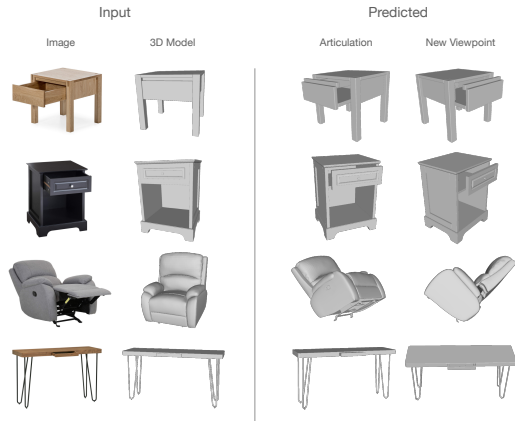 Input
Predicted
Image
3D Model
Articulation
New Viewpoint